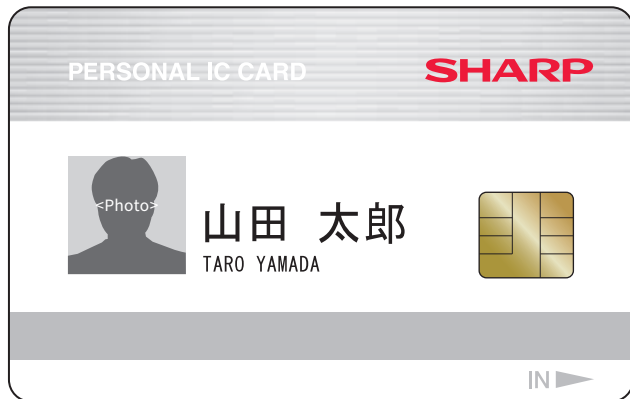 PERSONAL IC CARD
SHARP
<Photo>
山田 太郎
TARO YAMADA
IN